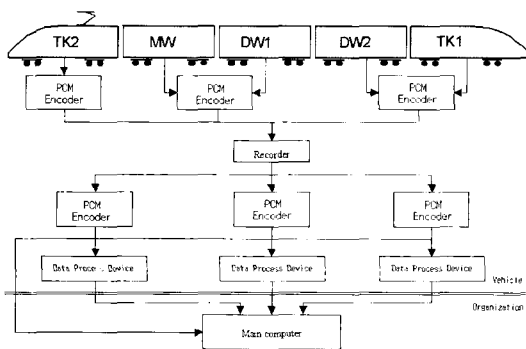 TK2 MW DW1 DW2 TK1
PCM PCM PCM
Encoder Encoder Encoder
Recorder
PCM PCM PCM
Encoder Encoder Encoder
Data Proce Device Data Process Device Data Process Device
Vehicle
Organization
Main computer